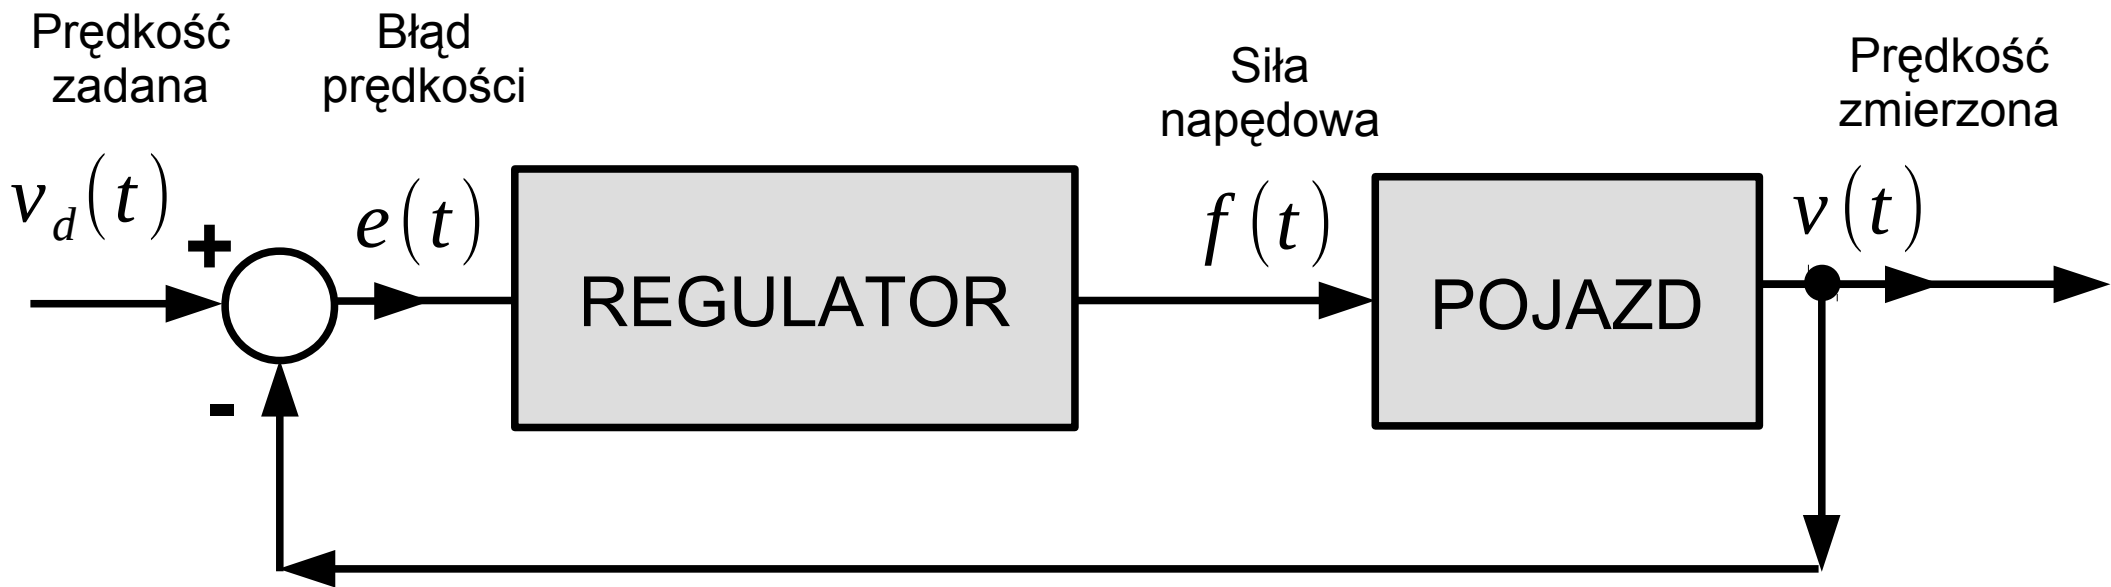 Prędkość
zadana
Błąd
prędkości
Siła
napędowa
Prędkość
zmierzona
v_d(t)
+
e(t)
REGULATOR
f(t)
POJAZD
v(t)
-